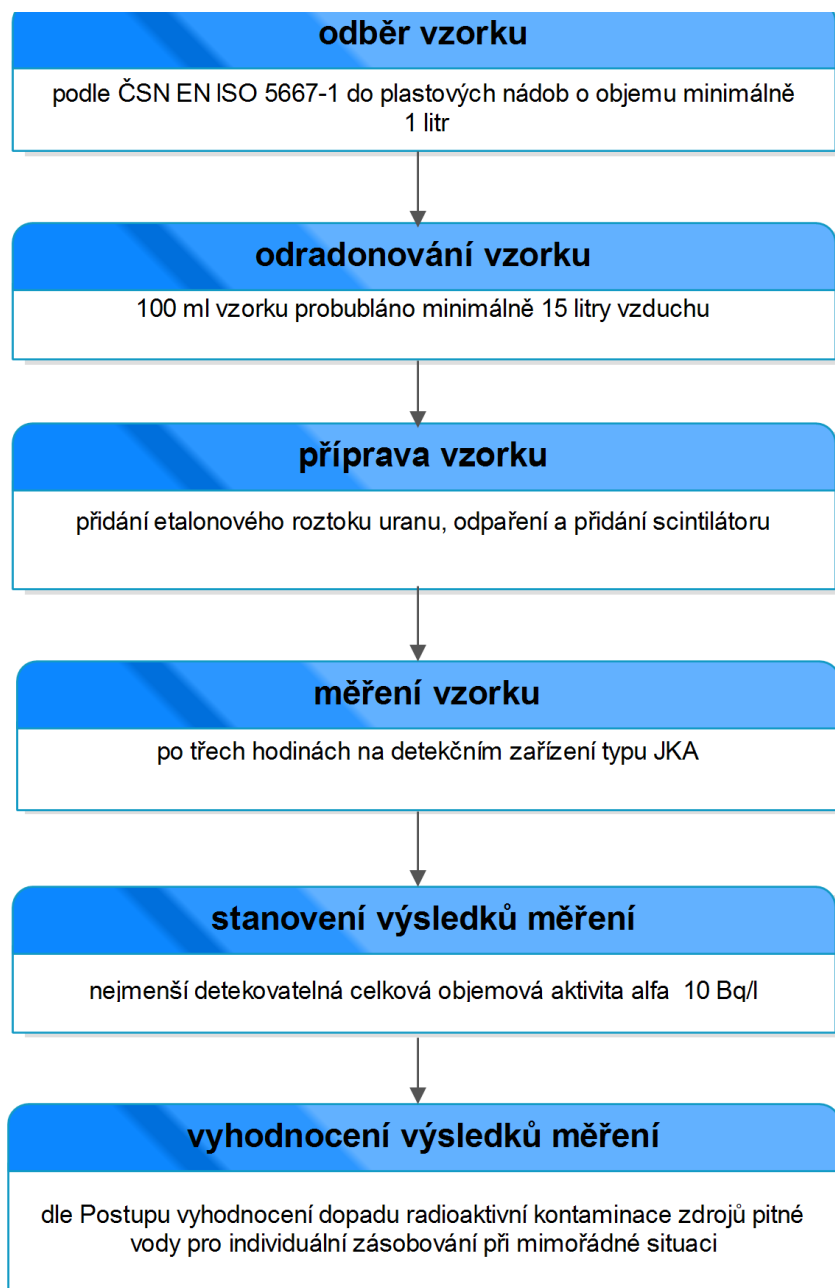 odběr vzorku
podle ČSN EN ISO 5667-1 do plastových nádob o objemu minimálně
1 litr
odradonování vzorku
100 ml vzorku probubláno minimálně 15 litry vzduchu
příprava vzorku
přidání etalonového roztoku uranu, odpaření a přidání scintilátoru
měření vzorku
po třech hodinách na detekčním zařízení typu JKA
stanovení výsledků měření
nejmenší detekovatelná celková objemová aktivita alfa 10 Bq/l
vyhodnocení výsledků měření
dle Postupu vyhodnocení dopadu radioaktivní kontaminace zdrojů pitné
vody pro individuální zásobování při mimořádné situaci